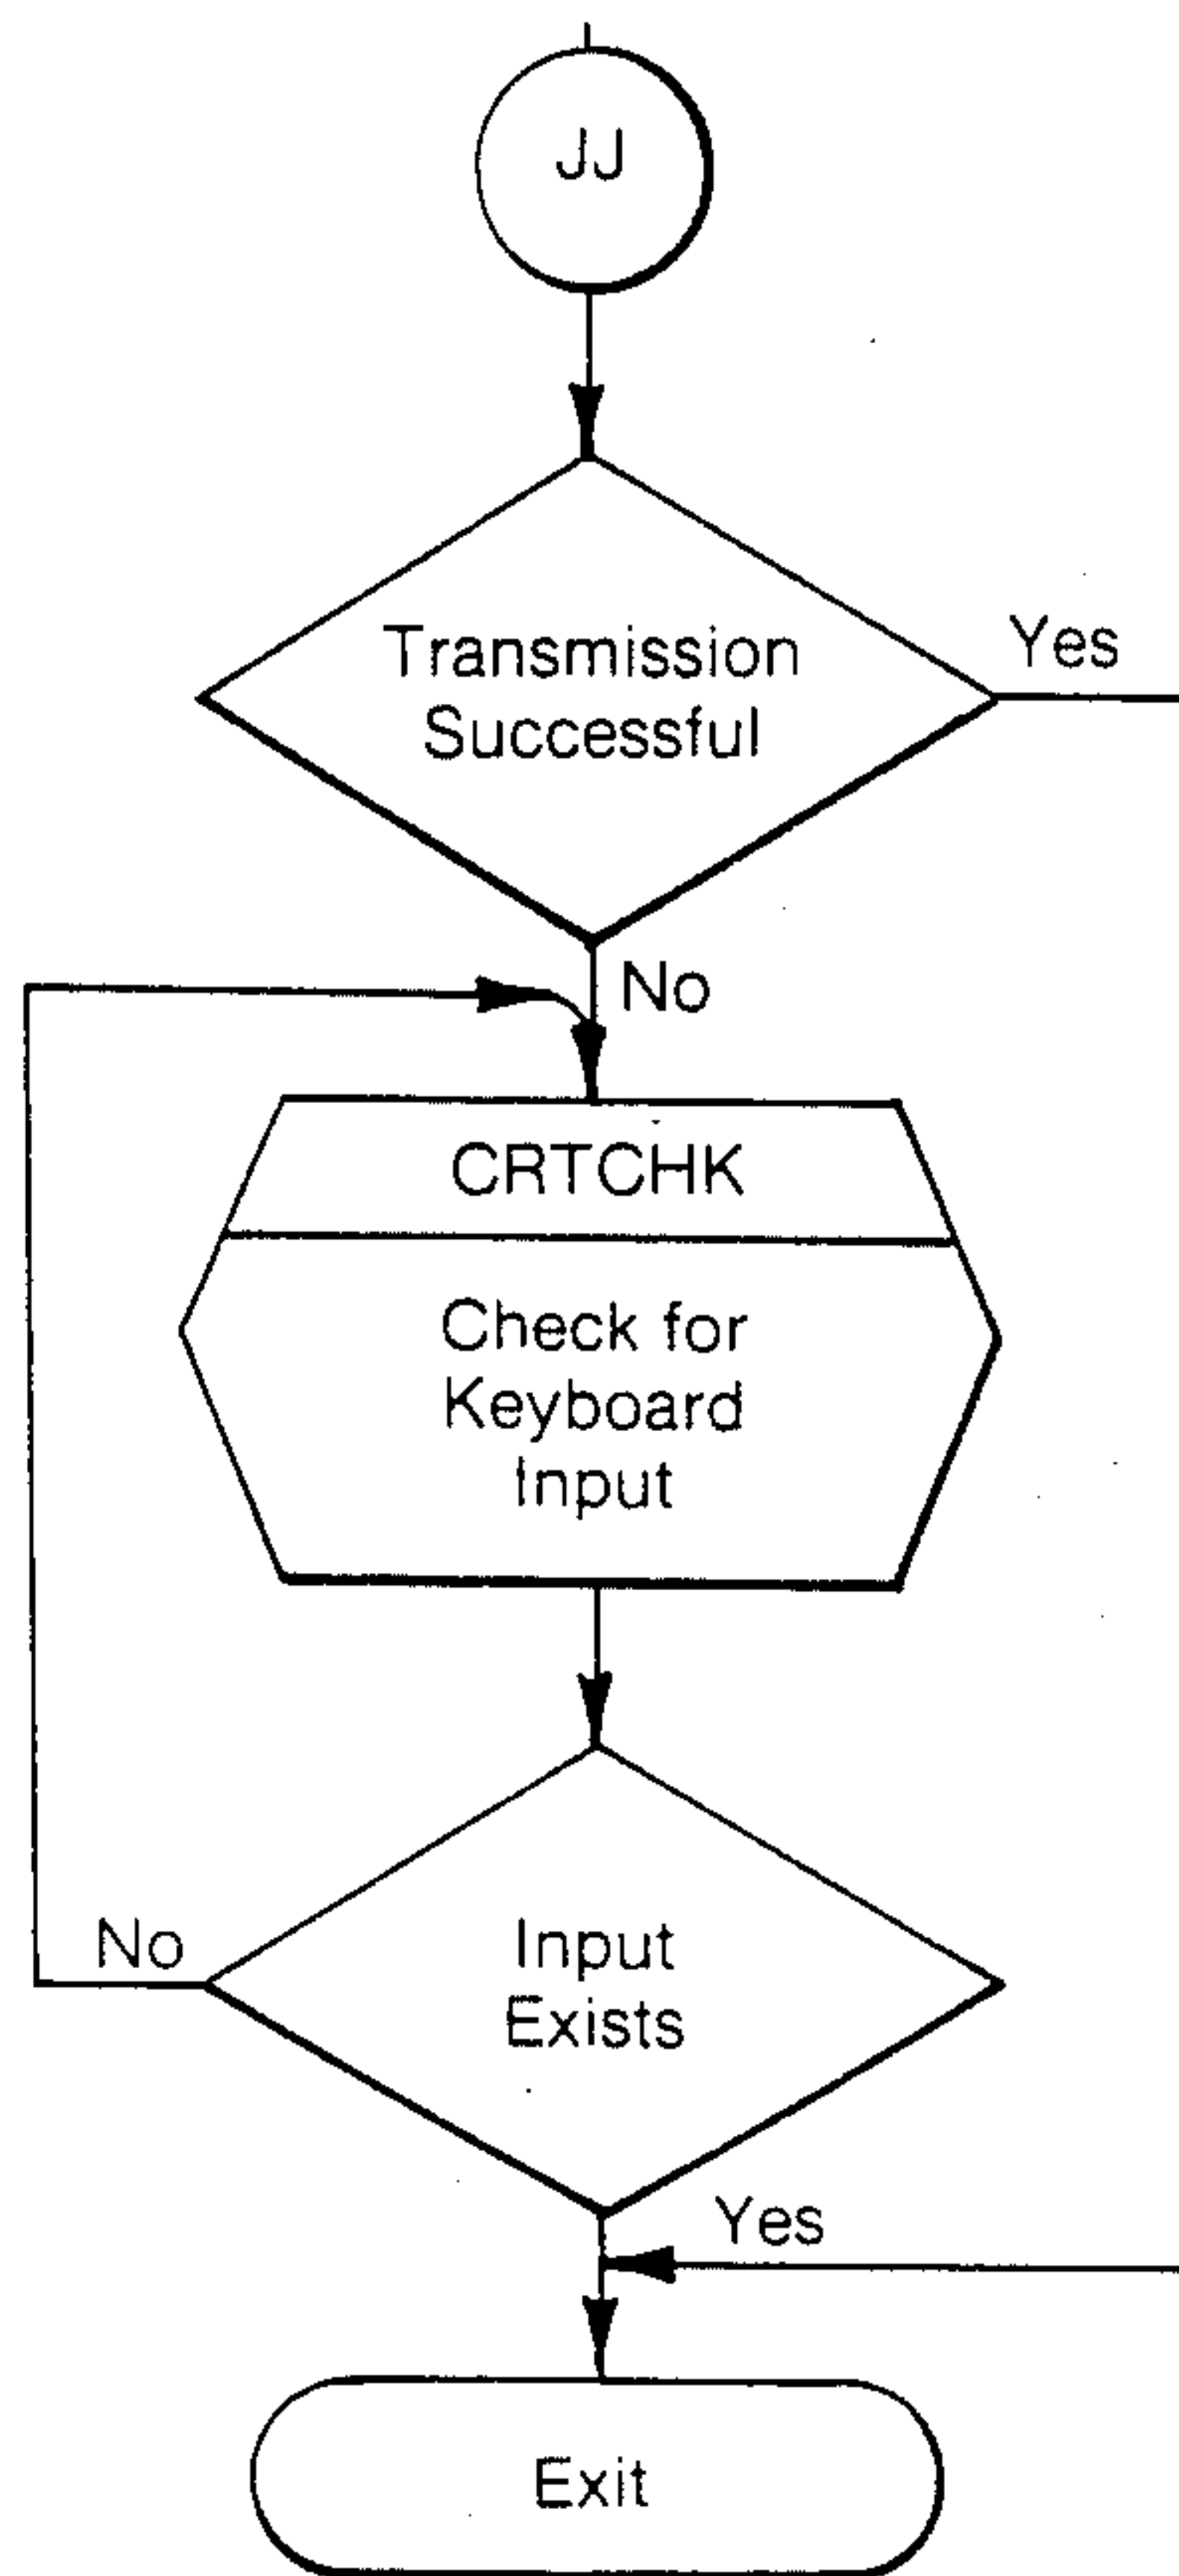 JJ
Transmission
Successful
Yes
No
CRTCHK
Check for
Keyboard
Input
No
Input
Exists
Yes
Exit